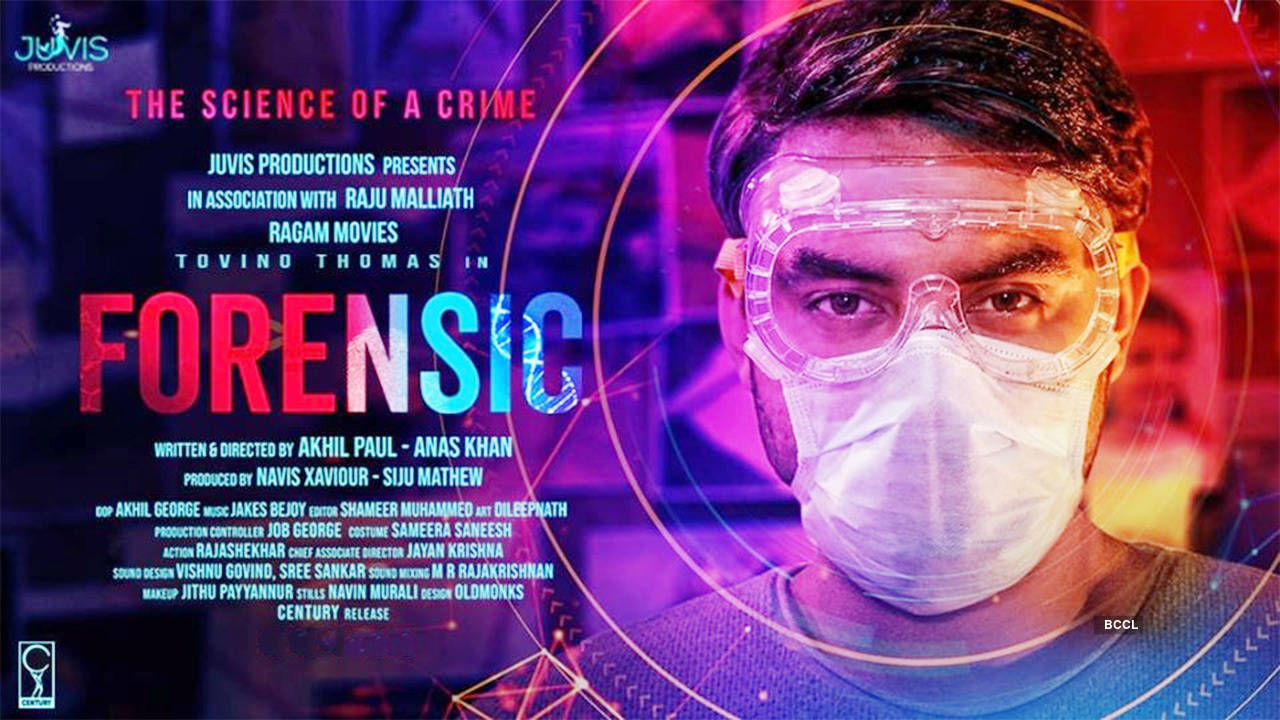 JUVIS
PRODUCTIONS
THE SCIENCE OF A CRIME
JUVIS PRODUCTIONS PRESENTS
IN ASSOCIATION WITH RAJU MALLIATH
RAGAM MOVIES
TOVINO THOMAS IN
FORENSIC
WRITTEN & DIRECTED BY AKHIL PAUL - ANAS KHAN
PRODUCED BY NAVIS XAVIOUR - SIJU MATHEW
DOP AKHIL GEORGE MUSIC JAKES BEJOY EDITOR SHAMEER MUHAMMED ART DILEEPNATH
PRODUCTION CONTROLLER JOB GEORGE COSTUME SAMEERA SANEESH
ACTION RAJASHEKHAR CHIEF ASSOCIATE DIRECTOR JAYAN KRISHNA
SOUND DESIGN VISHNU GOVIND, SREE SANKAR SOUND MIXING M R RAJAKRISHNAN
MAKEUP JITHU PAYYANNUR STILLS NAVIN MURALI DESIGN OLDMONKS
CENTURY RELEASE
CENTURY
BCCL